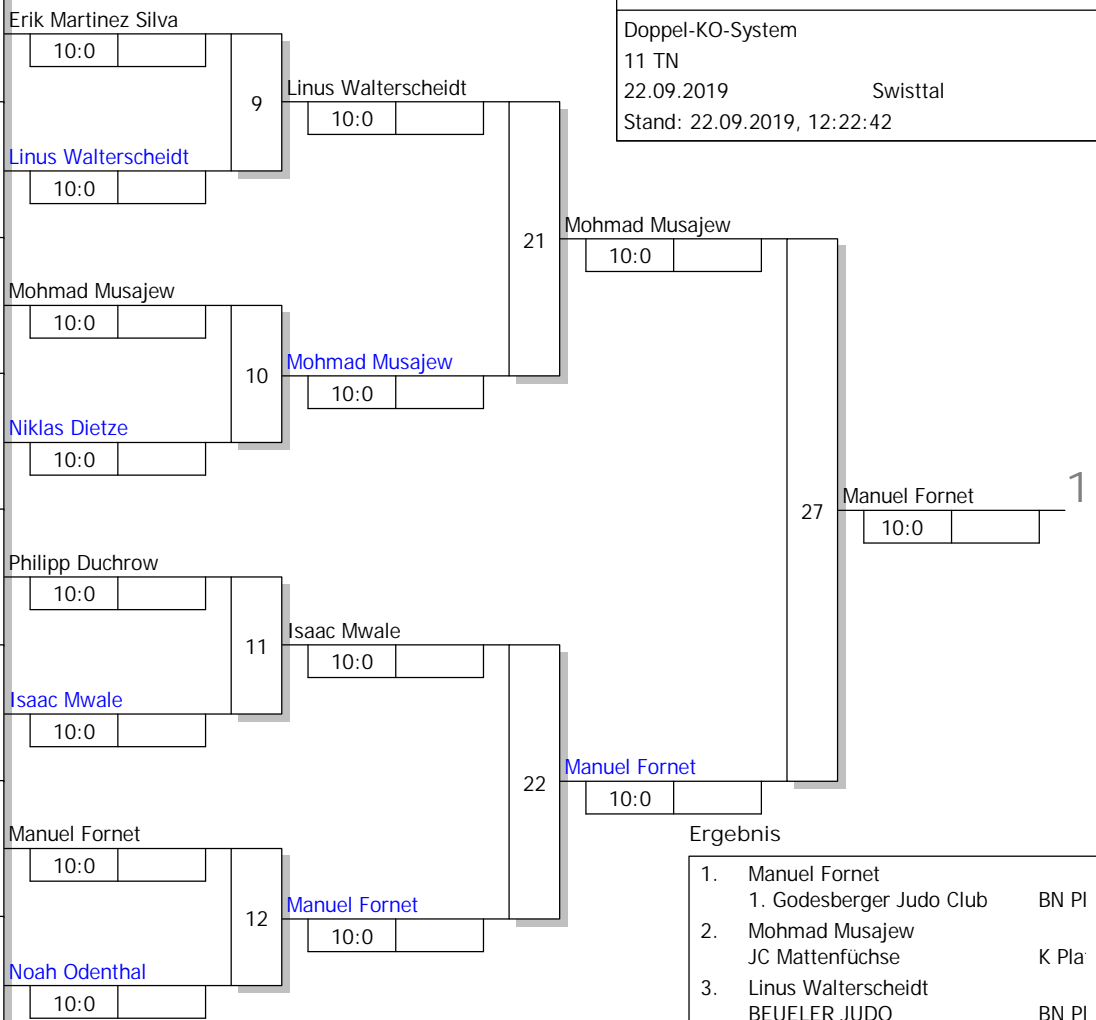 Erik Martinez Silva
10:0
9
Linus Walterscheidt
10:0
Linus Walterscheidt
10:0
Doppel-KO-System
11 TN
22.09.2019 Swisttal
Stand: 22.09.2019, 12:22:42
21
Mohmad Musajew
10:0
Mohmad Musajew
10:0
10
Mohmad Musajew
10:0
Niklas Dietze
10:0
27
Manuel Fornet
10:0
1
Philipp Duchrow
10:0
11
Isaac Mwale
10:0
Isaac Mwale
10:0
22
Manuel Fornet
10:0
Manuel Fornet
10:0
12
Manuel Fornet
10:0
Noah Odenthal
10:0
Ergebnis
1. Manuel Fornet
1. Godesberger Judo Club BN
2. Mohmad Musajew
JC Mattenfüchse K
3. Linus Walterscheidt
BEUELER JUDO BN